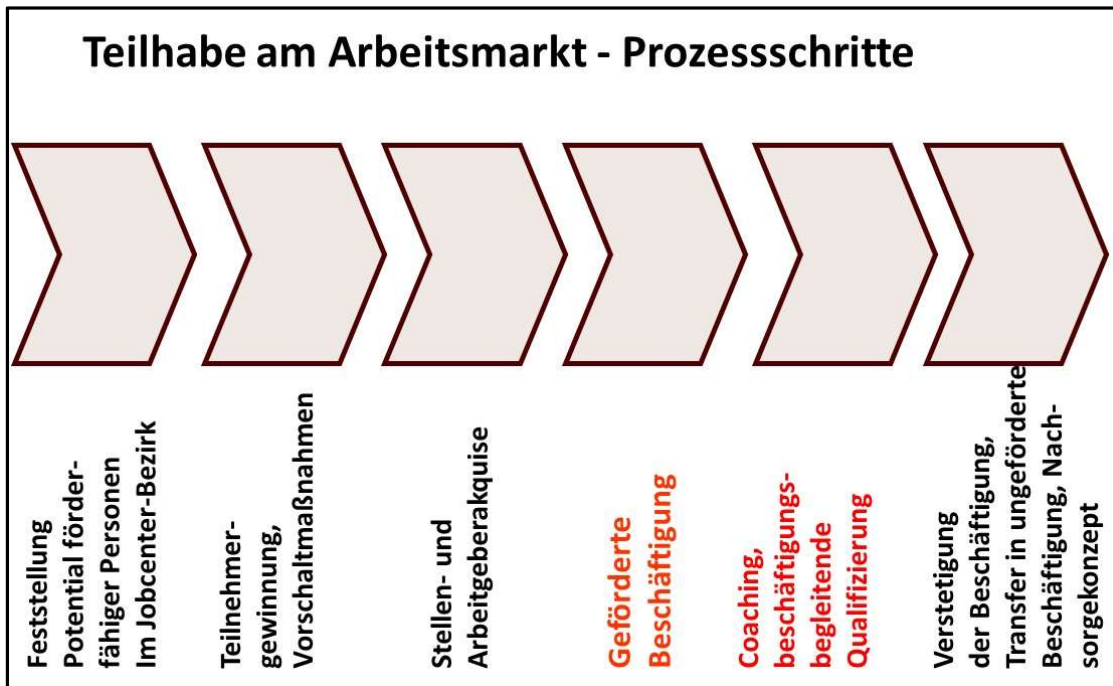 Teilhabe am Arbeitsmarkt - Prozessschritte
Feststellung
Potential förder-
fähiger Personen
Im Jobcenter-Bezirk
Teilnehmer-
gewinnung,
Vorschaltmaßnahmen
Stellen- und
Arbeitgeberakquise
Geförderte
Beschäftigung
Coaching,
beschäftigungs-
begleitende
Qualifizierung
Verstetigung
der Beschäftigung,
Transfer in ungeförderte
Beschäftigung, Nach-
sorgekonzept